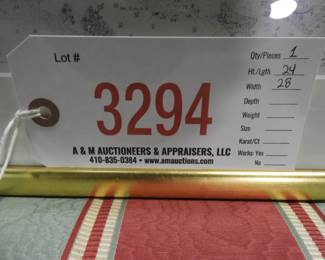 Lot #
3294
A & M AUCTIONEERS & APPRAISERS, LLC
410-835-0384 • www.amauctions.com
Qty/Pieces 1
Ht./Lgth 24
Width 28
Depth
Weight
Size
Karat/Ct
Works: Yes
No